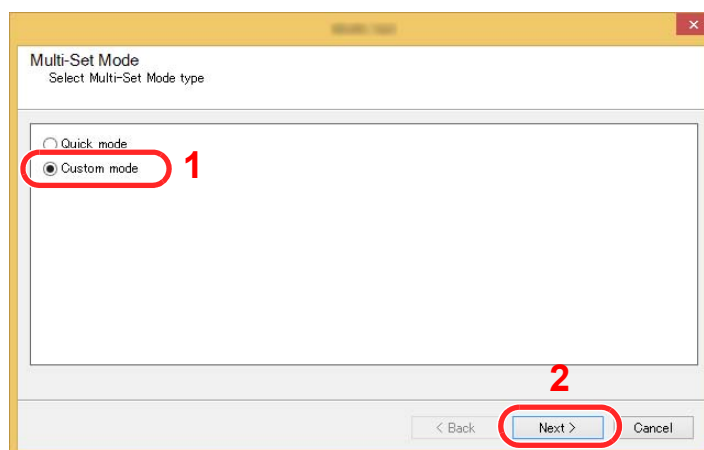 Multi-Set Mode
Select Multi-Set Mode type
Quick mode
Custom mode 1
2
< Back Next > Cancel